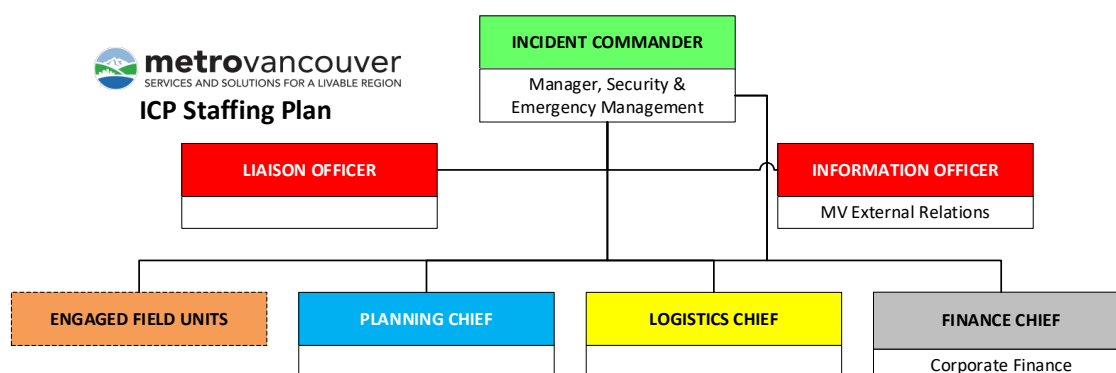 INCIDENT COMMANDER
Manager, Security &
Emergency Management
metrovancouver
SERVICES AND SOLUTIONS FOR A LIVABLE REGION
ICP Staffing Plan
LIAISON OFFICER
INFORMATION OFFICER
MV External Relations
ENGAGED FIELD UNITS
PLANNING CHIEF
LOGISTICS CHIEF
FINANCE CHIEF
Corporate Finance